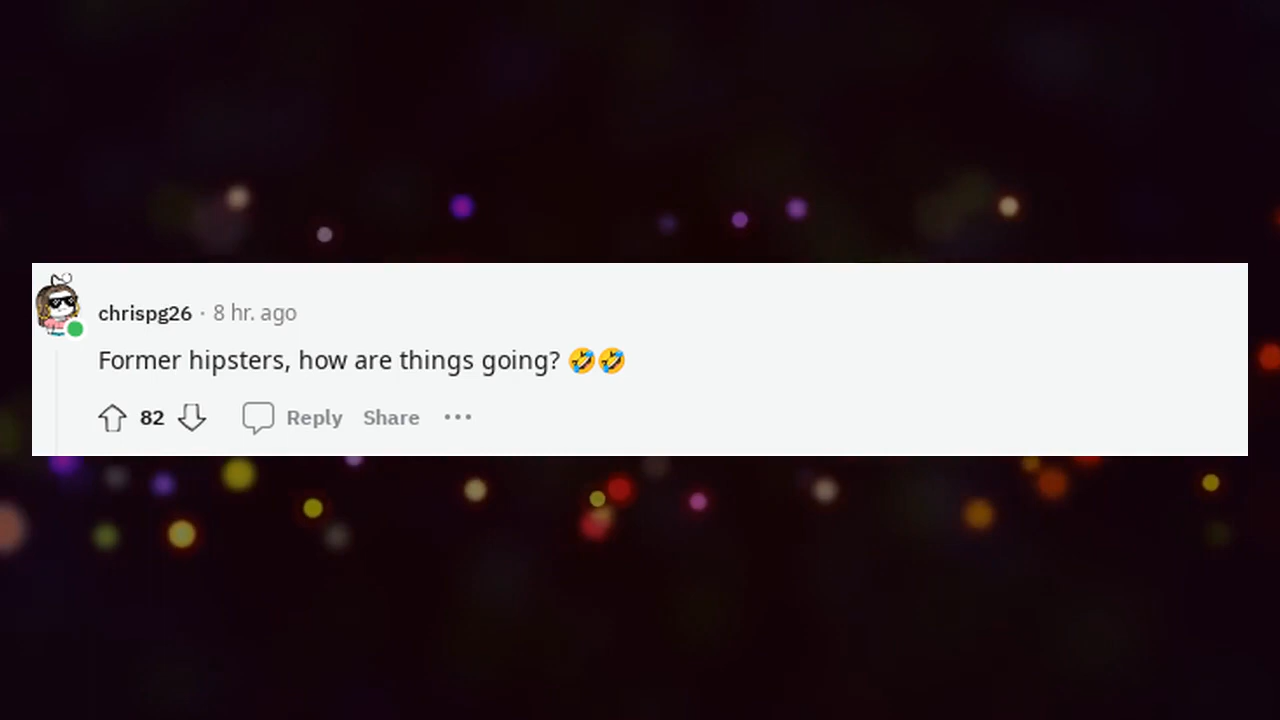 chrispg26 · 8 hr. ago
Former hipsters, how are things going? 🤣🤣
82 Reply Share ···